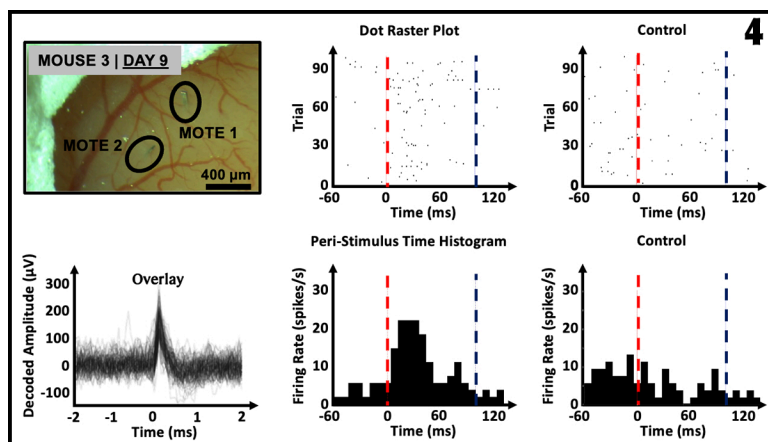 4
MOUSE 3 | DAY 9
MOTE 1
MOTE 2
400 µm
Dot Raster Plot
Trial
90
60
30
0
-60 0 60 120
Time (ms)
Control
Trial
90
60
30
0
-60 0 60 120
Time (ms)
Overlay
Decoded Amplitude (µV)
300
200
100
0
-100
-2 -1 0 1 2
Time (ms)
Peri-Stimulus Time Histogram
Firing Rate (spikes/s)
30
20
10
0
-60 0 60 120
Time (ms)
Control
Firing Rate (spikes/s)
30
20
10
0
-60 0 60 120
Time (ms)